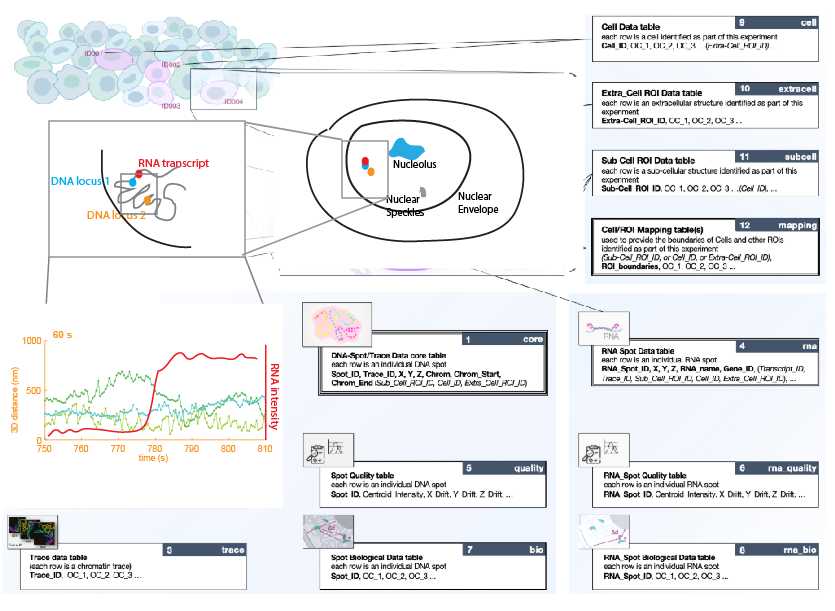 ID001
ID002
ID003
ID004
9 cell
Cell Data table
each row is a cell identified as part of this experiment
Cell_ID, OC_1, OC_2, OC_3 ... (Extra-Cell_ROI_ID),
10 extracell
Extra_Cell ROI Data table
each row is an extracellular structure identified as part of this
experiment
Extra-Cell_ROI_ID, OC_1, OC_2, OC_3 ...
11 subcell
Sub Cell ROI Data table
each row is a sub-cellular structure identified as part of this
experiment
Sub-Cell_ROI_ID, OC_1, OC_2, OC_3 ... (Cell_ID), ...
12 mapping
Cell/ROI Mapping table(s)
used to provide the boundaries of Cells and other ROIs
identified as part of this experiment
(Sub-Cell_ROI_ID, or Cell_ID, or Extra-Cell_ROI_ID),
ROI_boundaries, OC_1, OC_2, OC_3 ...
RNA transcript
DNA locus 1
DNA locus 2
Nucleolus
Nuclear
Speckles
Nuclear
Envelope
60 s
1000
500
0
3D distance (nm)
RNA intensity
750 760 770 780 790 800 810
time (s)
1 core
DNA-Spot/Trace Data core table
each row is an individual DNA spot
Spot_ID, Trace_ID, X, Y, Z, Chrom, Chrom_Start,
Chrom_End (Sub_Cell_ROI_ID, Cell_ID, Extra_Cell_ROI_ID)
RNA
4 rna
RNA Spot Data table
each row is an individual RNA spot
RNA_Spot_ID, X, Y, Z, RNA_name, Gene_ID, (Transcript_ID,
Trace_ID, Sub_Cell_ROI_ID, Cell_ID, Extra_Cell_ROI_ID), ...
5 quality
Spot Quality table
each row is an individual DNA spot
Spot_ID, Centroid_Intensity, X_Drift, Y_Drift, Z_Drift, ...
6 rna_quality
RNA_Spot Quality table
each row is an individual RNA spot
RNA_Spot_ID, Centroid_Intensity, X_Drift, Y_Drift, Z_Drift, ...
3 trace
Trace data table
(each row is a chromatin trace)
Trace_ID, OC_1, OC_2, OC_3 ...
7 bio
Spot Biological Data table
each row is an individual DNA spot
Spot_ID, OC_1, OC_2, OC_3 ...
8 rna_bio
RNA_Spot Biological Data table
each row is an individual RNA spot
RNA_Spot_ID, OC_1, OC_2, OC_3 ...